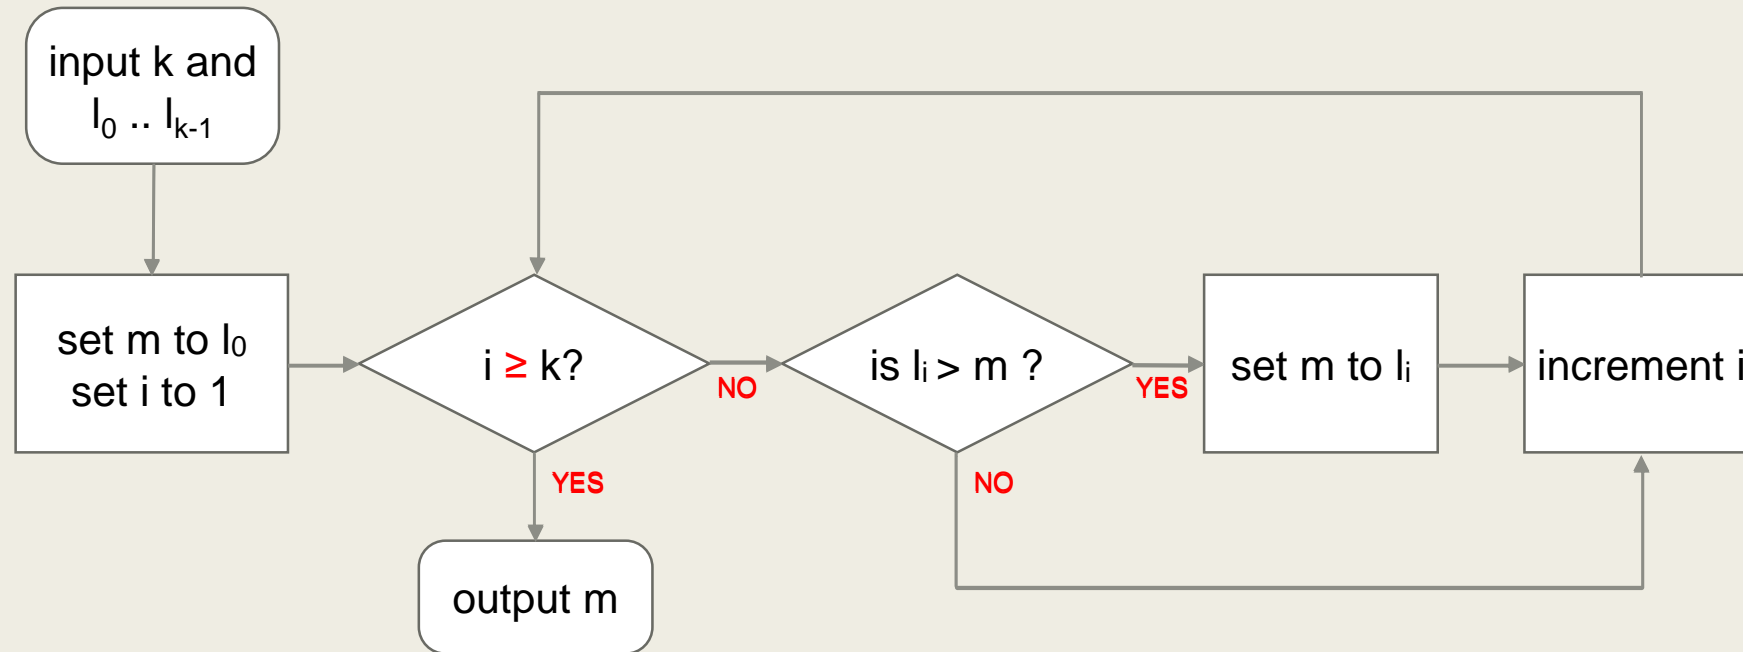 input k and
l₀ .. lₖ₋₁
set m to l₀
set i to 1
i ≥ k?
NO
YES
is lᵢ > m ?
YES
NO
set m to lᵢ
increment i
output m